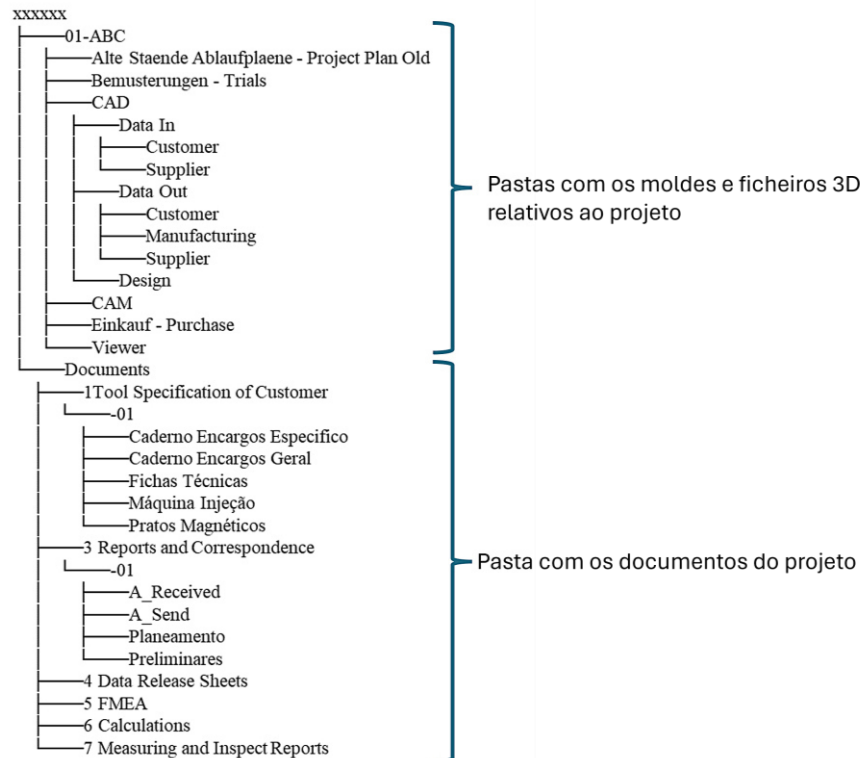 xxxxxx
01-ABC
Alte Staende Ablaufplaene - Project Plan Old
Bemusterungen - Trials
CAD
Data In
Customer
Supplier
Data Out
Customer
Manufacturing
Supplier
Design
CAM
Einkauf - Purchase
Viewer
Pastas com os moldes e ficheiros 3D
relativos ao projeto
Documents
1Tool Specification of Customer
-01
Caderno Encargos Especifico
Caderno Encargos Geral
Fichas Técnicas
Máquina Injeção
Pratos Magnéticos
3 Reports and Correspondence
-01
A_Received
A_Send
Planeamento
Preliminares
4 Data Release Sheets
5 FMEA
6 Calculations
7 Measuring and Inspect Reports
Pasta com os documentos do projeto